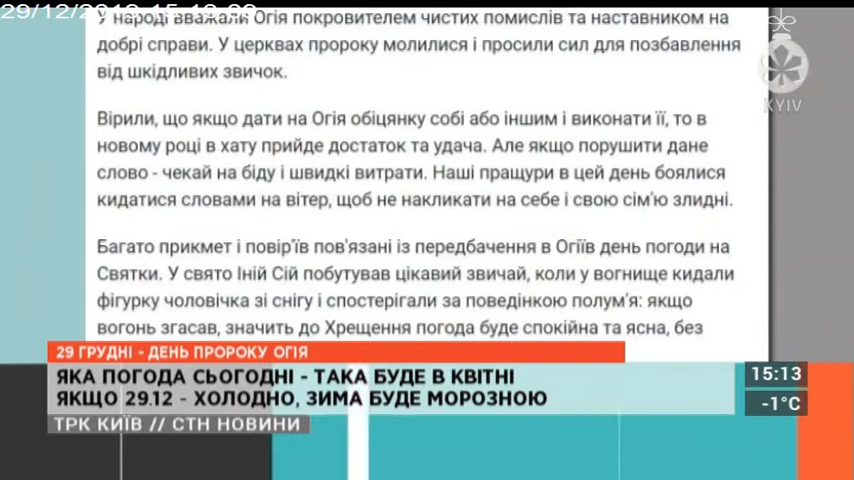 29/12/2019 15:10:00
У народі вважали Огія покровителем чистих помислів та наставником на
добрі справи. У церквах пророку молилися і просили сил для позбавлення
від шкідливих звичок.
KYIV
Вірили, що якщо дати на Огія обіцянку собі або іншим і виконати її, то в
новому році в хату прийде достаток та удача. Але якщо порушити дане
слово - чекай на біду і швидкі витрати. Наші пращури в цей день боялися
кидатися словами на вітер, щоб не накликати на себе і свою сім'ю злидні.
Багато прикмет і повір'їв пов'язані із передбачення в Огіїв день погоди на
Святки. У свято Іній Сій побутував цікавий звичай, коли у вогнище кидали
фігурку чоловічка зі снігу і спостерігали за поведінкою полум'я: якщо
вогонь згасав, значить до Хрещення погода буде спокійна та ясна, без
29 ГРУДНІ - ДЕНЬ ПРОРОКУ ОГІЯ
ЯКА ПОГОДА СЬОГОДНІ - ТАКА БУДЕ В КВІТНІ
ЯКЩО 29.12 - ХОЛОДНО, ЗИМА БУДЕ МОРОЗНОЮ
15:13
-1°C
ТРК КИЇВ // СТН НОВИНИ